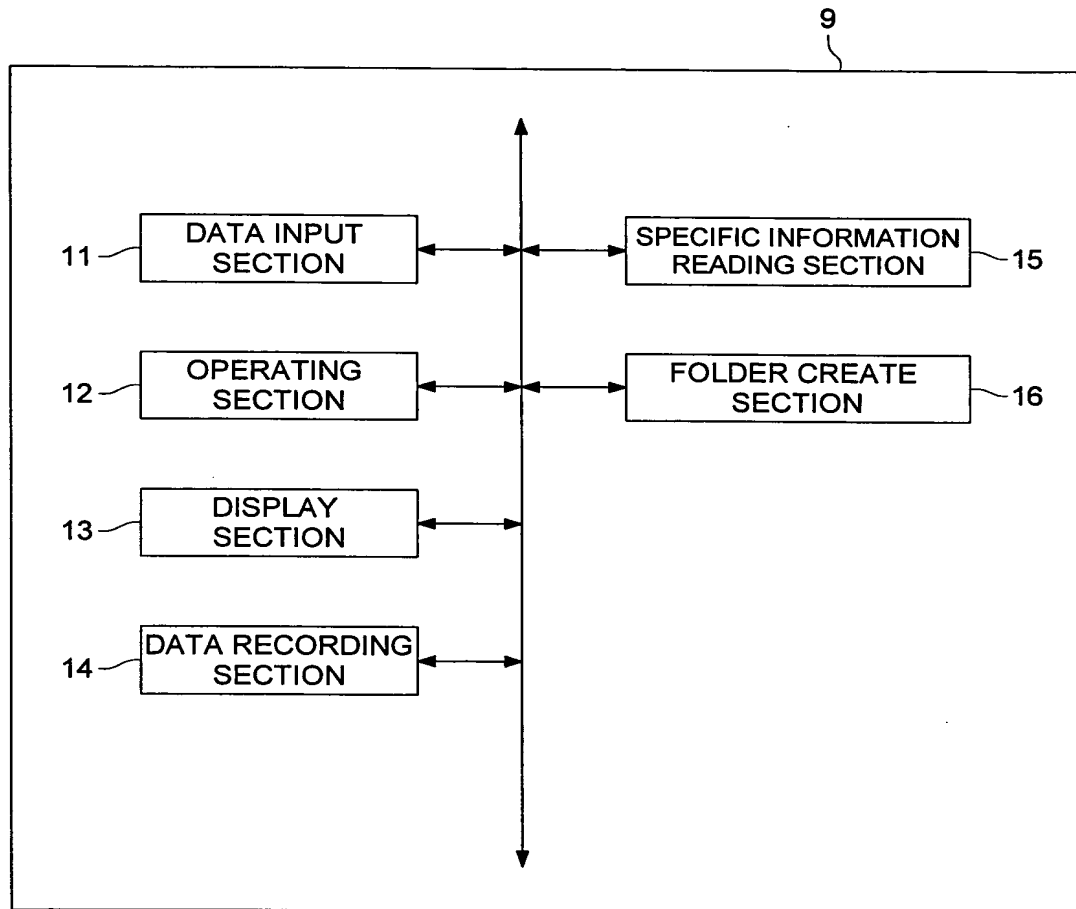 9
11
DATA INPUT
SECTION
SPECIFIC INFORMATION
READING SECTION
15
12
OPERATING
SECTION
FOLDER CREATE
SECTION
16
13
DISPLAY
SECTION
14
DATA RECORDING
SECTION